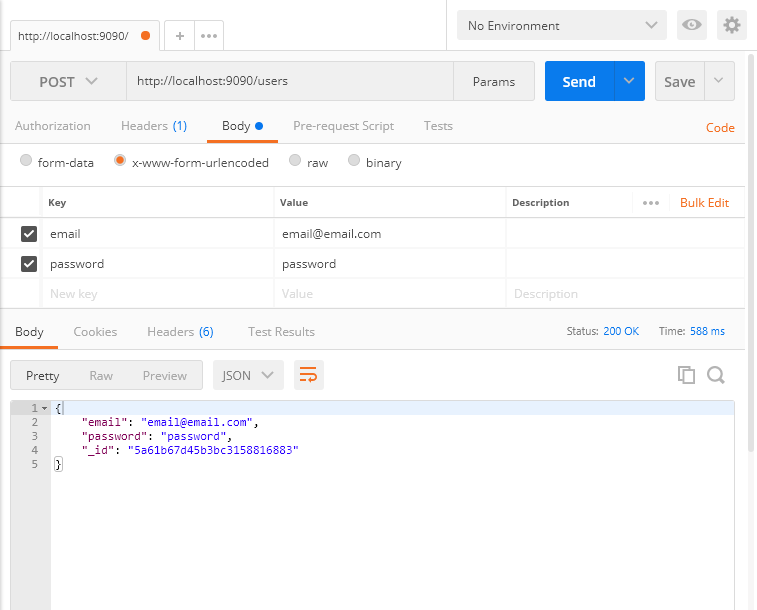 http://localhost:9090/ + ••• No Environment
POST http://localhost:9090/users Params Send Save
Authorization Headers (1) Body Pre-request Script Tests Code
form-data x-www-form-urlencoded raw binary
Key Value Description ••• Bulk Edit
email email@email.com
password password
New key Value Description
Body Cookies Headers (6) Test Results Status: 200 OK Time: 588 ms
Pretty Raw Preview JSON
1 {
2 "email": "email@email.com",
3 "password": "password",
4 "_id": "5a61b67d45b3bc3158816883"
5 }